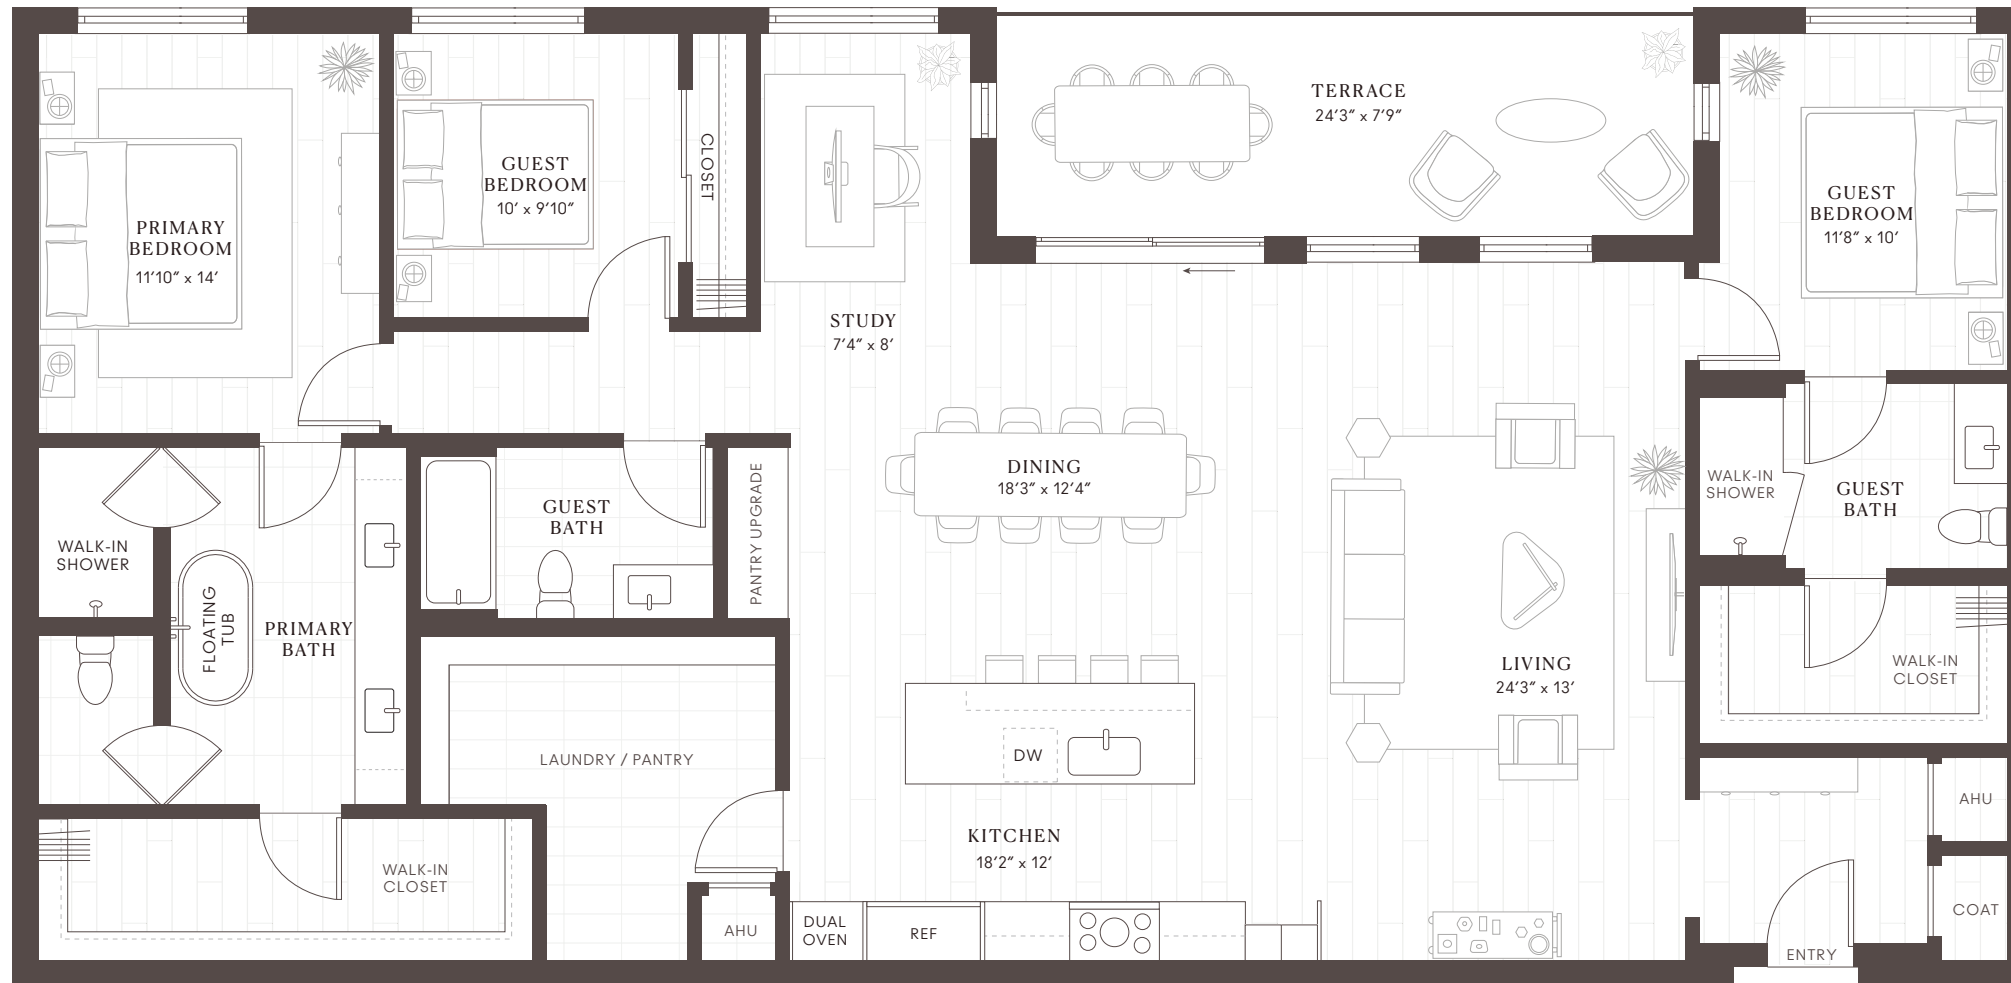 PRIMARY
BEDROOM
11'10" x 14'
GUEST
BEDROOM
10' x 9'10"
CLOSET
STUDY
7'4" x 8'
TERRACE
24'3" x 7'9"
GUEST
BEDROOM
11'8" x 10'
WALK-IN
SHOWER
FLOATING
TUB
PRIMARY
BATH
GUEST
BATH
PANTRY UPGRADE
DINING
18'3" x 12'4"
WALK-IN
SHOWER
GUEST
BATH
LIVING
24'3" x 13'
WALK-IN
CLOSET
LAUNDRY / PANTRY
DW
KITCHEN
18'2" x 12'
WALK-IN
CLOSET
AHU
DUAL
OVEN
REF
AHU
COAT
ENTRY